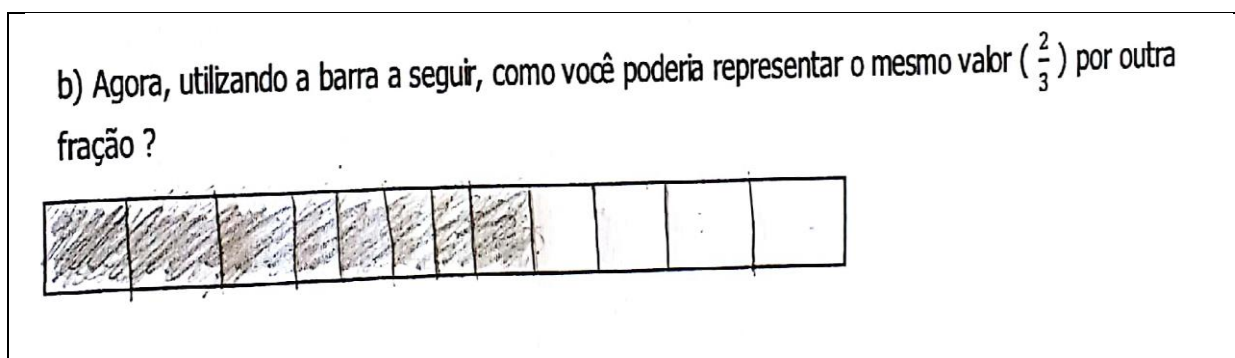 b) Agora, utilizando a barra a seguir, como você poderia representar o mesmo valor ( 2/3 ) por outra
fração ?